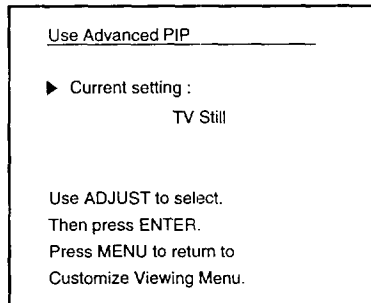 Use Advanced PIP
▶ Current setting :
TV Still
Use ADJUST to select.
Then press ENTER.
Press MENU to return to
Customize Viewing Menu.